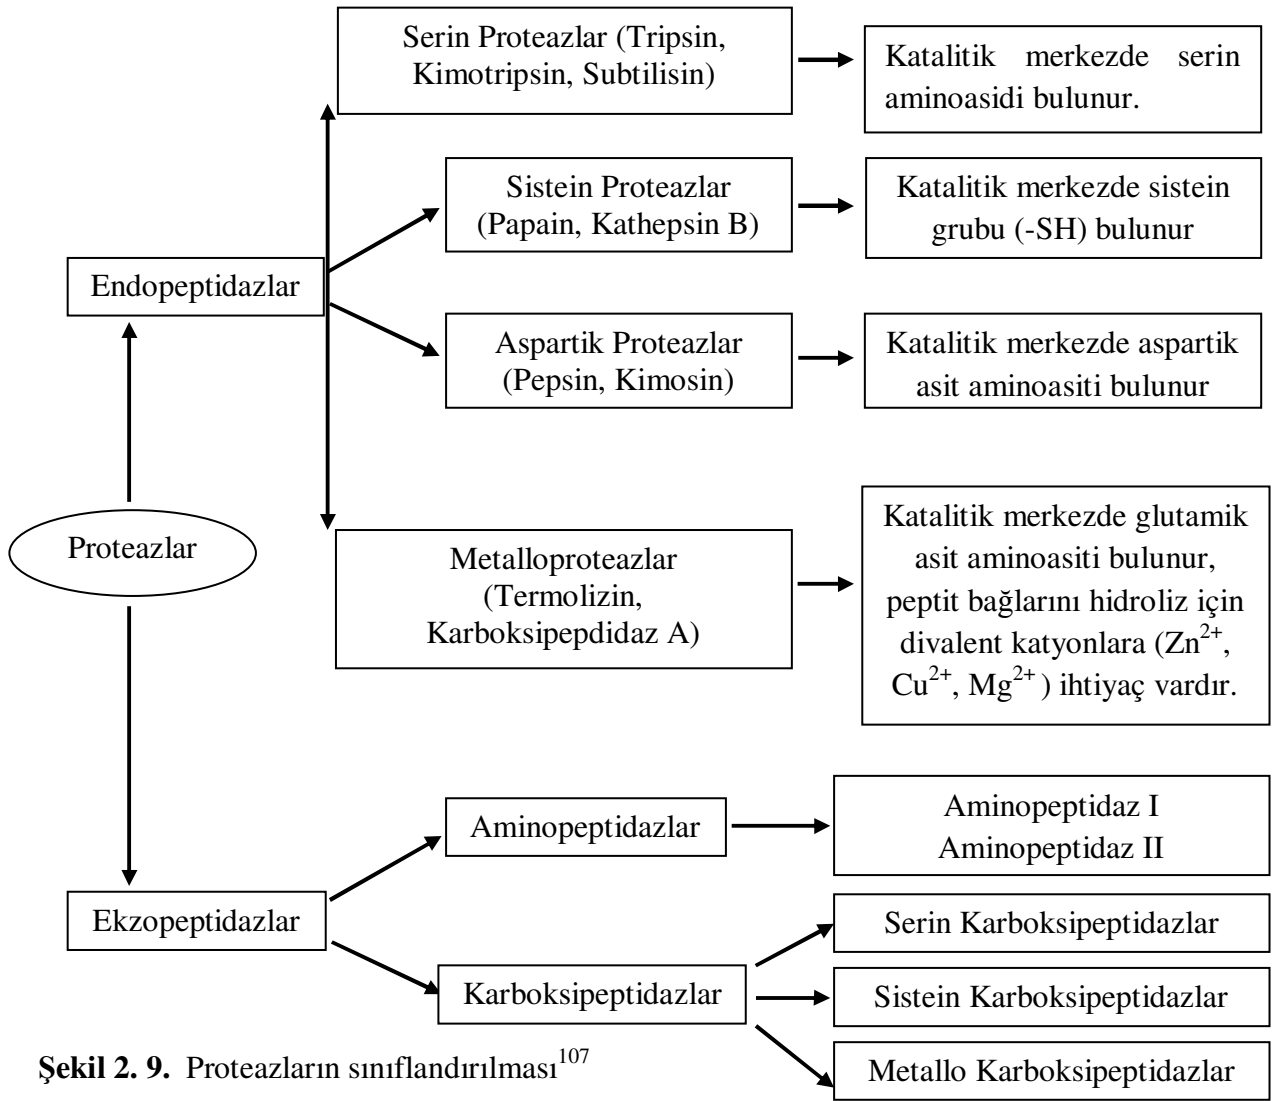 Serin Proteazlar (Tripsin,
Kimotripsin, Subtilisin)
Katalitik merkezde serin
aminoasidi bulunur.
Sistein Proteazlar
(Papain, Kathepsin B)
Katalitik merkezde sistein
grubu (-SH) bulunur
Endopeptidazlar
Aspartik Proteazlar
(Pepsin, Kimosin)
Katalitik merkezde aspartik
asit aminoasiti bulunur
Proteazlar
Metalloproteazlar
(Termolizin,
Karboksipepdidaz A)
Katalitik merkezde glutamik
asit aminoasiti bulunur,
peptit bağlarını hidroliz için
divalent katyonlara (Zn²⁺,
Cu²⁺, Mg²⁺ ) ihtiyaç vardır.
Aminopeptidazlar
Aminopeptidaz I
Aminopeptidaz II
Ekzopeptidazlar
Serin Karboksipeptidazlar
Karboksipeptidazlar
Sistein Karboksipeptidazlar
Metallo Karboksipeptidazlar
Şekil 2. 9. Proteazların sınıflandırılması¹⁰⁷